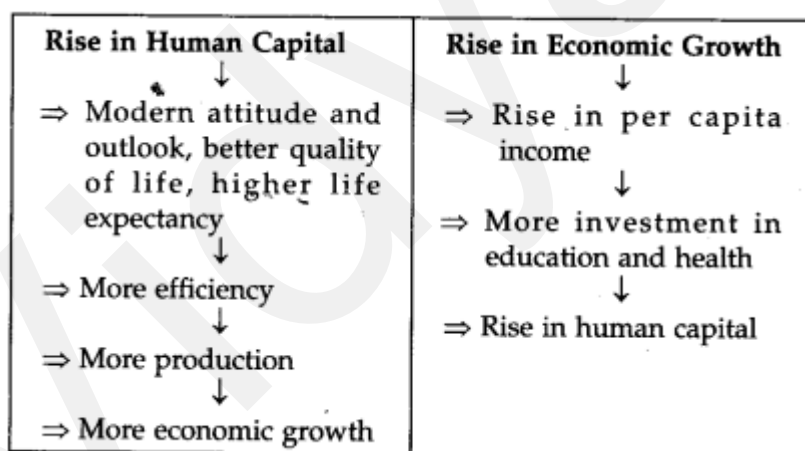 Rise in Human Capital
↓
⇒ Modern attitude and
outlook, better quality
of life, higher life
expectancy
↓
⇒ More efficiency
↓
⇒ More production
↓
⇒ More economic growth
Rise in Economic Growth
↓
⇒ Rise in per capita
income
↓
⇒ More investment in
education and health
↓
⇒ Rise in human capital